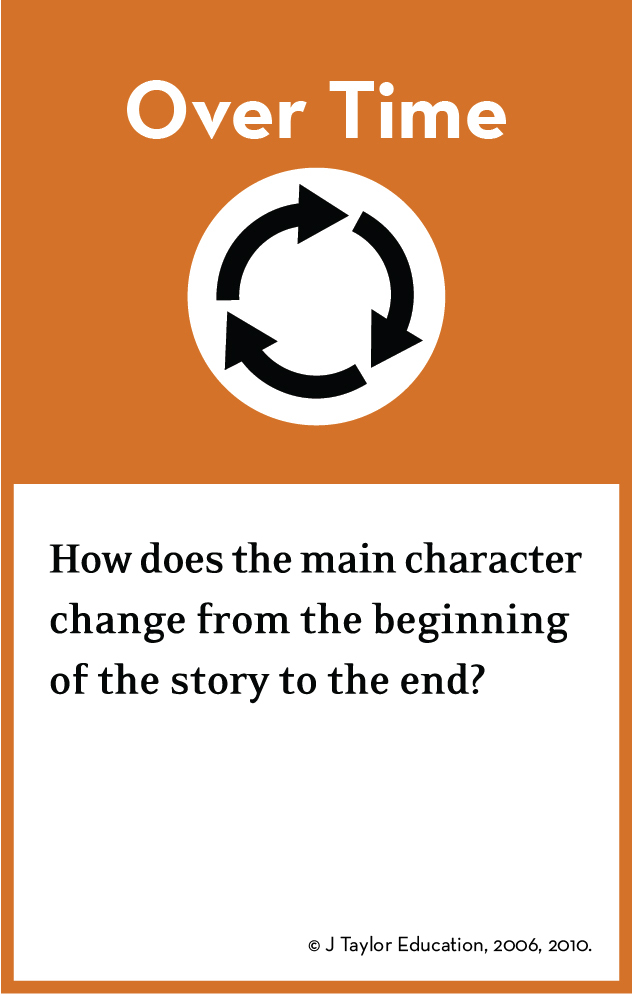 Over Time
How does the main character
change from the beginning
of the story to the end?
© J Taylor Education, 2006, 2010.